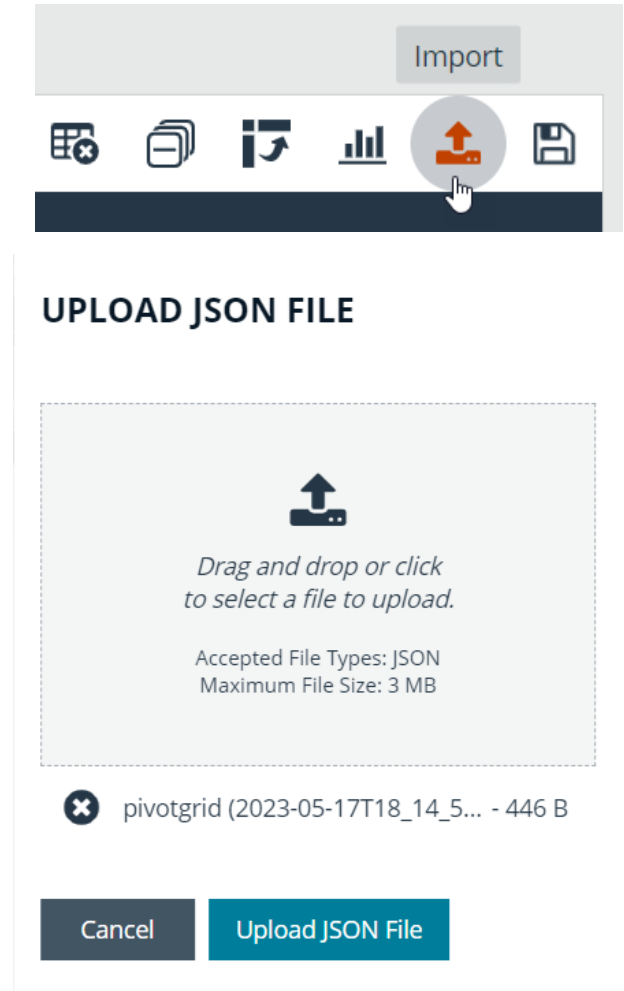 Import
UPLOAD JSON FILE
Drag and drop or click
to select a file to upload.
Accepted File Types: JSON
Maximum File Size: 3 MB
pivotgrid (2023-05-17T18_14_5... - 446 B
Cancel
Upload JSON File